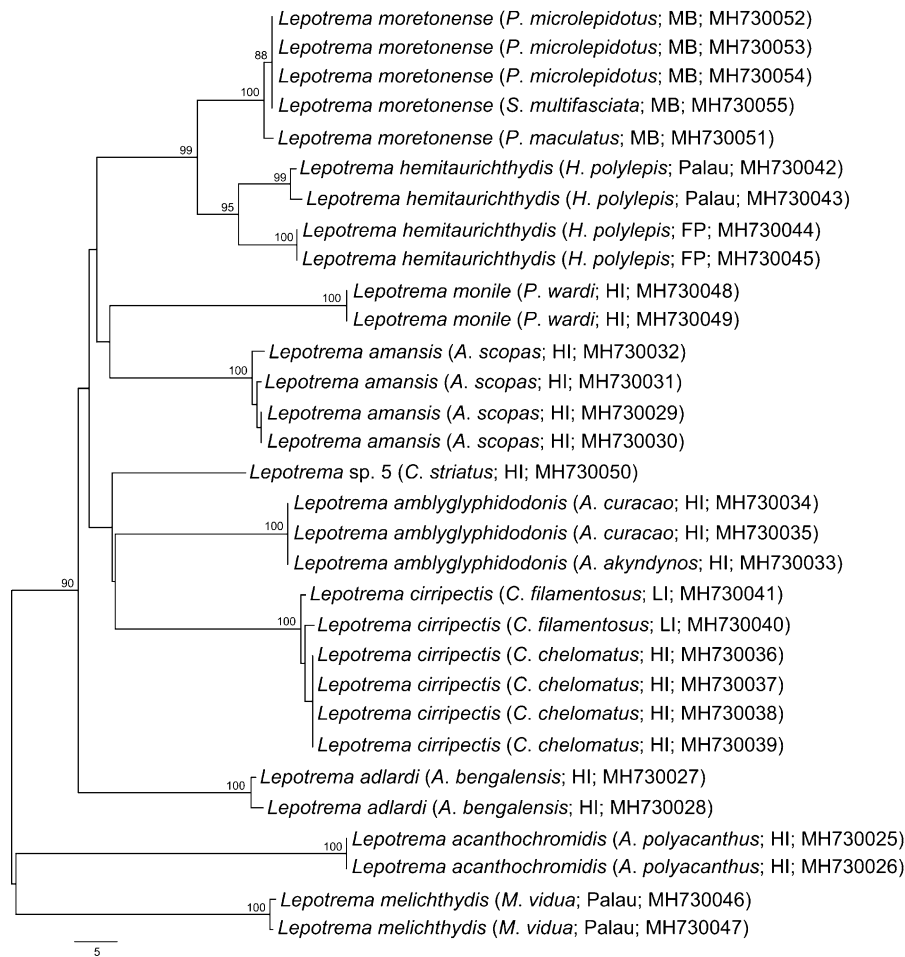 Lepotrema moretonense (P. microlepidotus; MB; MH730052)
88
Lepotrema moretonense (P. microlepidotus; MB; MH730053)
Lepotrema moretonense (P. microlepidotus; MB; MH730054)
100
Lepotrema moretonense (S. multifasciata; MB; MH730055)
Lepotrema moretonense (P. maculatus; MB; MH730051)
99
99
Lepotrema hemitaurichthydis (H. polylepis; Palau; MH730042)
Lepotrema hemitaurichthydis (H. polylepis; Palau; MH730043)
95
Lepotrema hemitaurichthydis (H. polylepis; FP; MH730044)
100
Lepotrema hemitaurichthydis (H. polylepis; FP; MH730045)
Lepotrema monile (P. wardi; HI; MH730048)
100
Lepotrema monile (P. wardi; HI; MH730049)
Lepotrema amansis (A. scopas; HI; MH730032)
100
Lepotrema amansis (A. scopas; HI; MH730031)
Lepotrema amansis (A. scopas; HI; MH730029)
Lepotrema amansis (A. scopas; HI; MH730030)
Lepotrema sp. 5 (C. striatus; HI; MH730050)
Lepotrema amblyglyphidodonis (A. curacao; HI; MH730034)
100
Lepotrema amblyglyphidodonis (A. curacao; HI; MH730035)
Lepotrema amblyglyphidodonis (A. akyndynos; HI; MH730033)
90
Lepotrema cirripectis (C. filamentosus; LI; MH730041)
100
Lepotrema cirripectis (C. filamentosus; LI; MH730040)
Lepotrema cirripectis (C. chelomatus; HI; MH730036)
Lepotrema cirripectis (C. chelomatus; HI; MH730037)
Lepotrema cirripectis (C. chelomatus; HI; MH730038)
Lepotrema cirripectis (C. chelomatus; HI; MH730039)
Lepotrema adlardi (A. bengalensis; HI; MH730027)
100
Lepotrema adlardi (A. bengalensis; HI; MH730028)
Lepotrema acanthochromidis (A. polyacanthus; HI; MH730025)
100
Lepotrema acanthochromidis (A. polyacanthus; HI; MH730026)
Lepotrema melichthydis (M. vidua; Palau; MH730046)
100
Lepotrema melichthydis (M. vidua; Palau; MH730047)
5